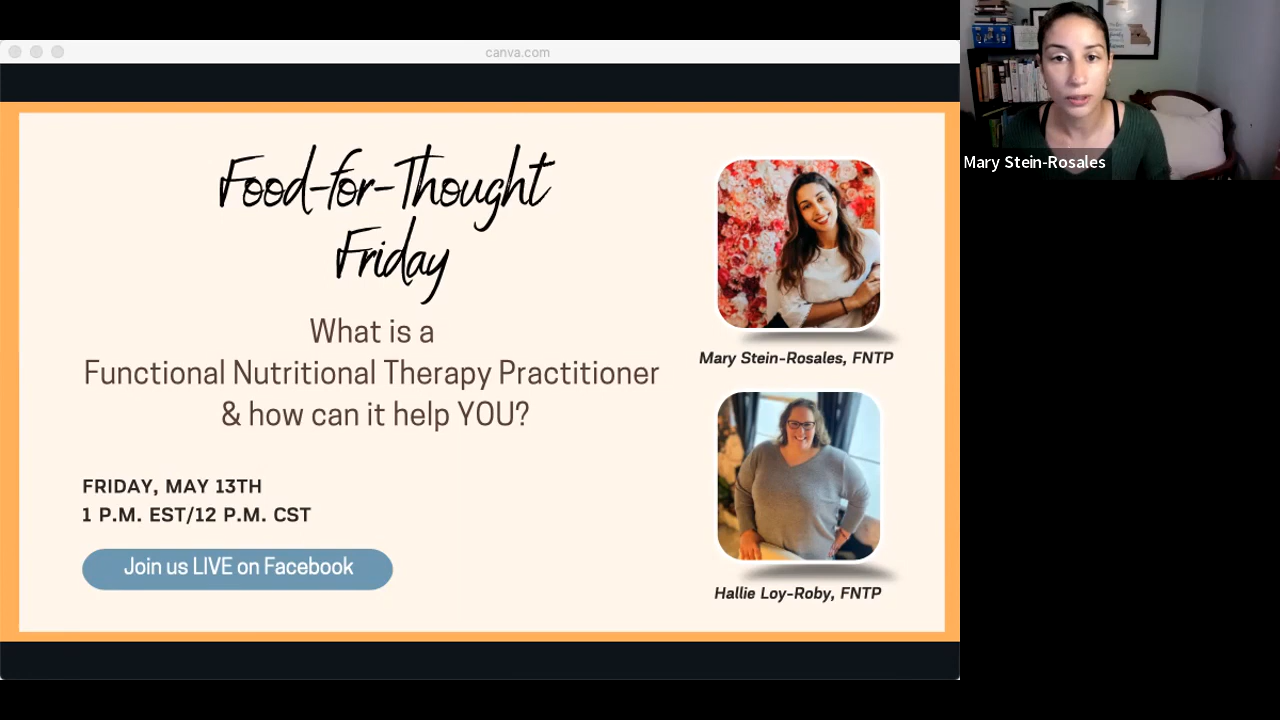 canva.com
Food-for-Thought
Friday
What is a
Functional Nutritional Therapy Practitioner
& how can it help YOU?
FRIDAY, MAY 13TH
1 P.M. EST/12 P.M. CST
Join us LIVE on Facebook
Mary Stein-Rosales, FNTP
Hallie Loy-Roby, FNTP
Mary Stein-Rosales